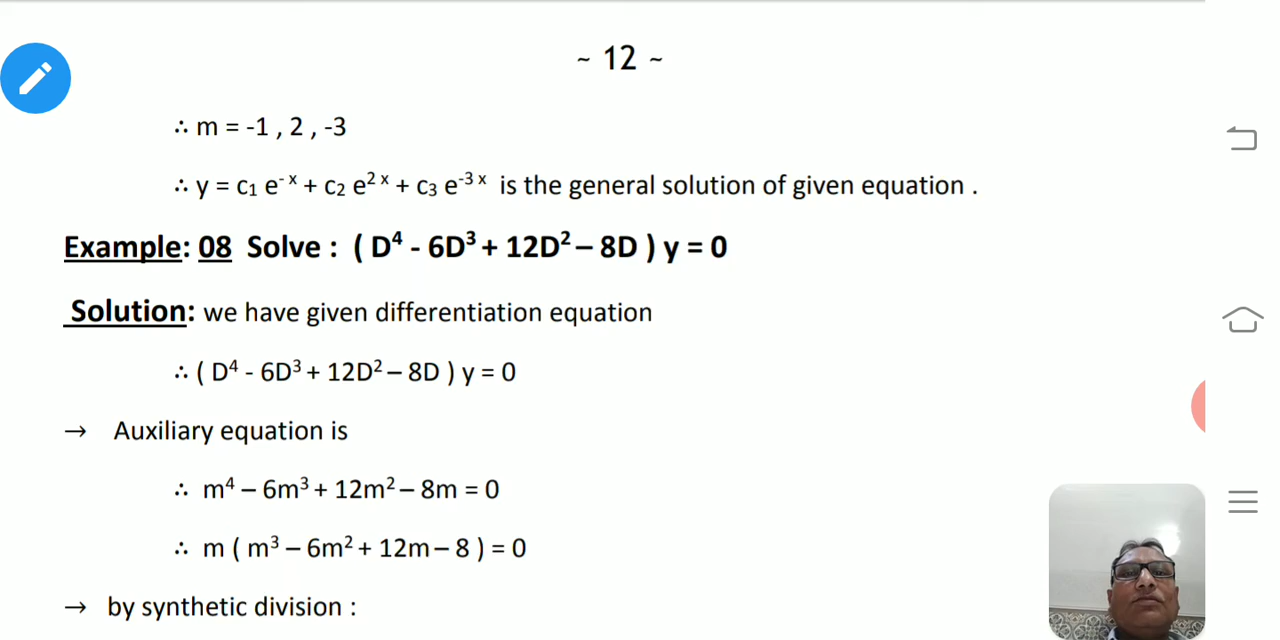 ~ 12 ~
∴ m = -1 , 2 , -3
∴ y = c₁ e⁻ˣ + c₂ e²ˣ + c₃ e⁻³ˣ is the general solution of given equation .
Example: 08 Solve : ( D⁴ - 6D³ + 12D² – 8D ) y = 0
Solution: we have given differentiation equation
∴ ( D⁴ - 6D³ + 12D² – 8D ) y = 0
→ Auxiliary equation is
∴ m⁴ – 6m³ + 12m² – 8m = 0
∴ m ( m³ – 6m² + 12m – 8 ) = 0
→ by synthetic division :